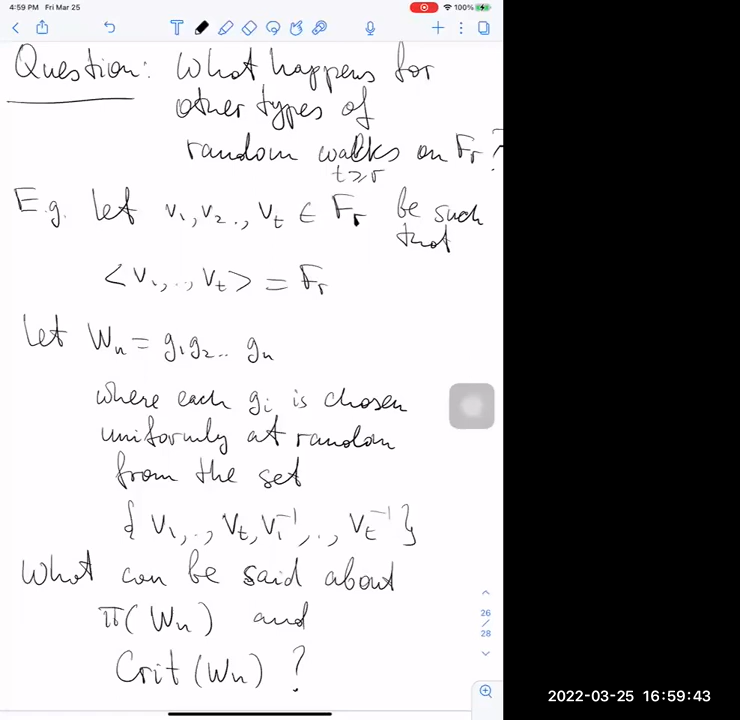 4:59 PM Fri Mar 25
100%
Question: What happens for
other types of
random walks on Fr?
t≥r
E.g. let v₁, v₂ .., vₜ ∈ Fr be such
that
<v₁, .., vₜ> = Fr
Let Wₙ = g₁g₂.. gₙ
where each gᵢ is chosen
uniformly at random
from the set
{ v₁, .., vₜ, v₁⁻¹, .., vₜ⁻¹ }
What can be said about
π(Wₙ) and
Crit(Wₙ) ?
26
/
28
2022-03-25 16:59:43